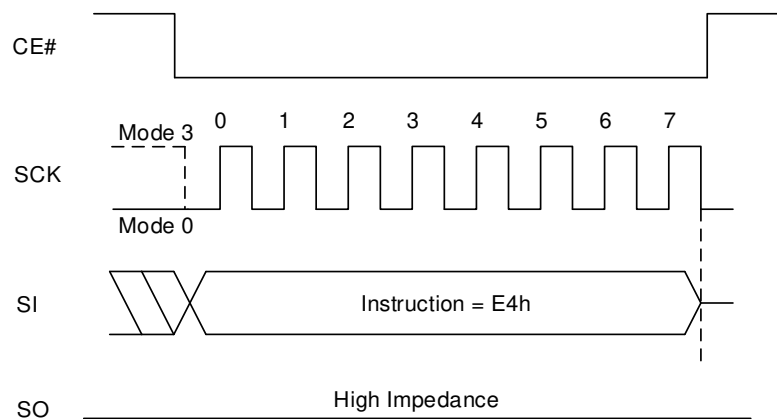 CE#
0 1 2 3 4 5 6 7
Mode 3
SCK
Mode 0
SI
Instruction = E4h
High Impedance
SO